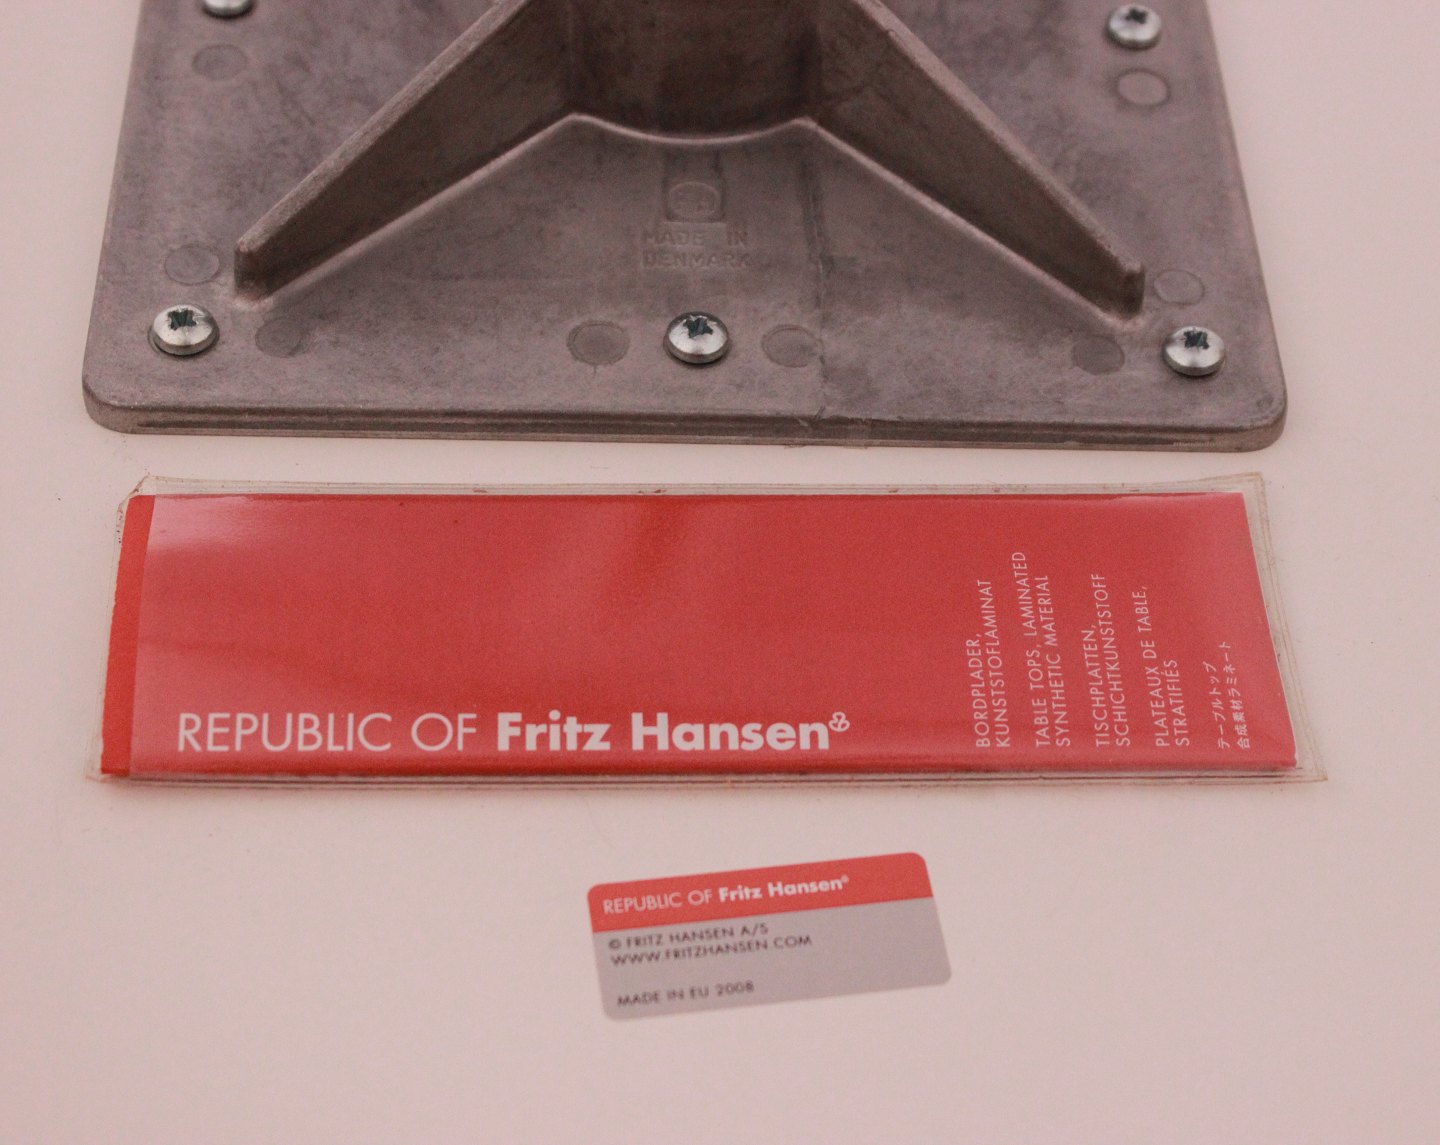 MADE IN
DENMARK
REPUBLIC OF Fritz Hansen
BORDPLADER,
KUNSTSTOFLAMINAT
TABLE TOPS, LAMINATED
SYNTHETIC MATERIAL
TISCHPLATTEN,
SCHICHTKUNSTSTOFF
PLATEAUX DE TABLE,
STRATIFIÉS
テーブルトップ
合成素材ラミネート
REPUBLIC OF Fritz Hansen®
© FRITZ HANSEN A/S
WWW.FRITZHANSEN.COM
MADE IN EU 2008